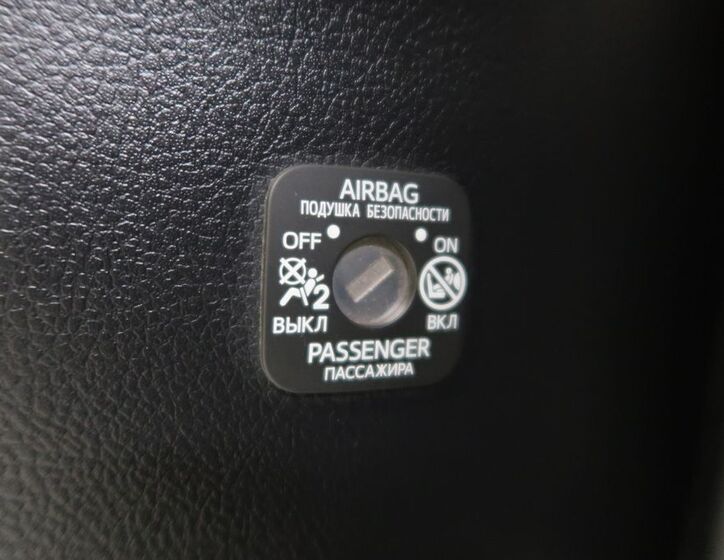 AIRBAG
ПОДУШКА БЕЗОПАСНОСТИ
OFF ON
2
ВЫКЛ ВКЛ
PASSENGER
ПАССАЖИРА